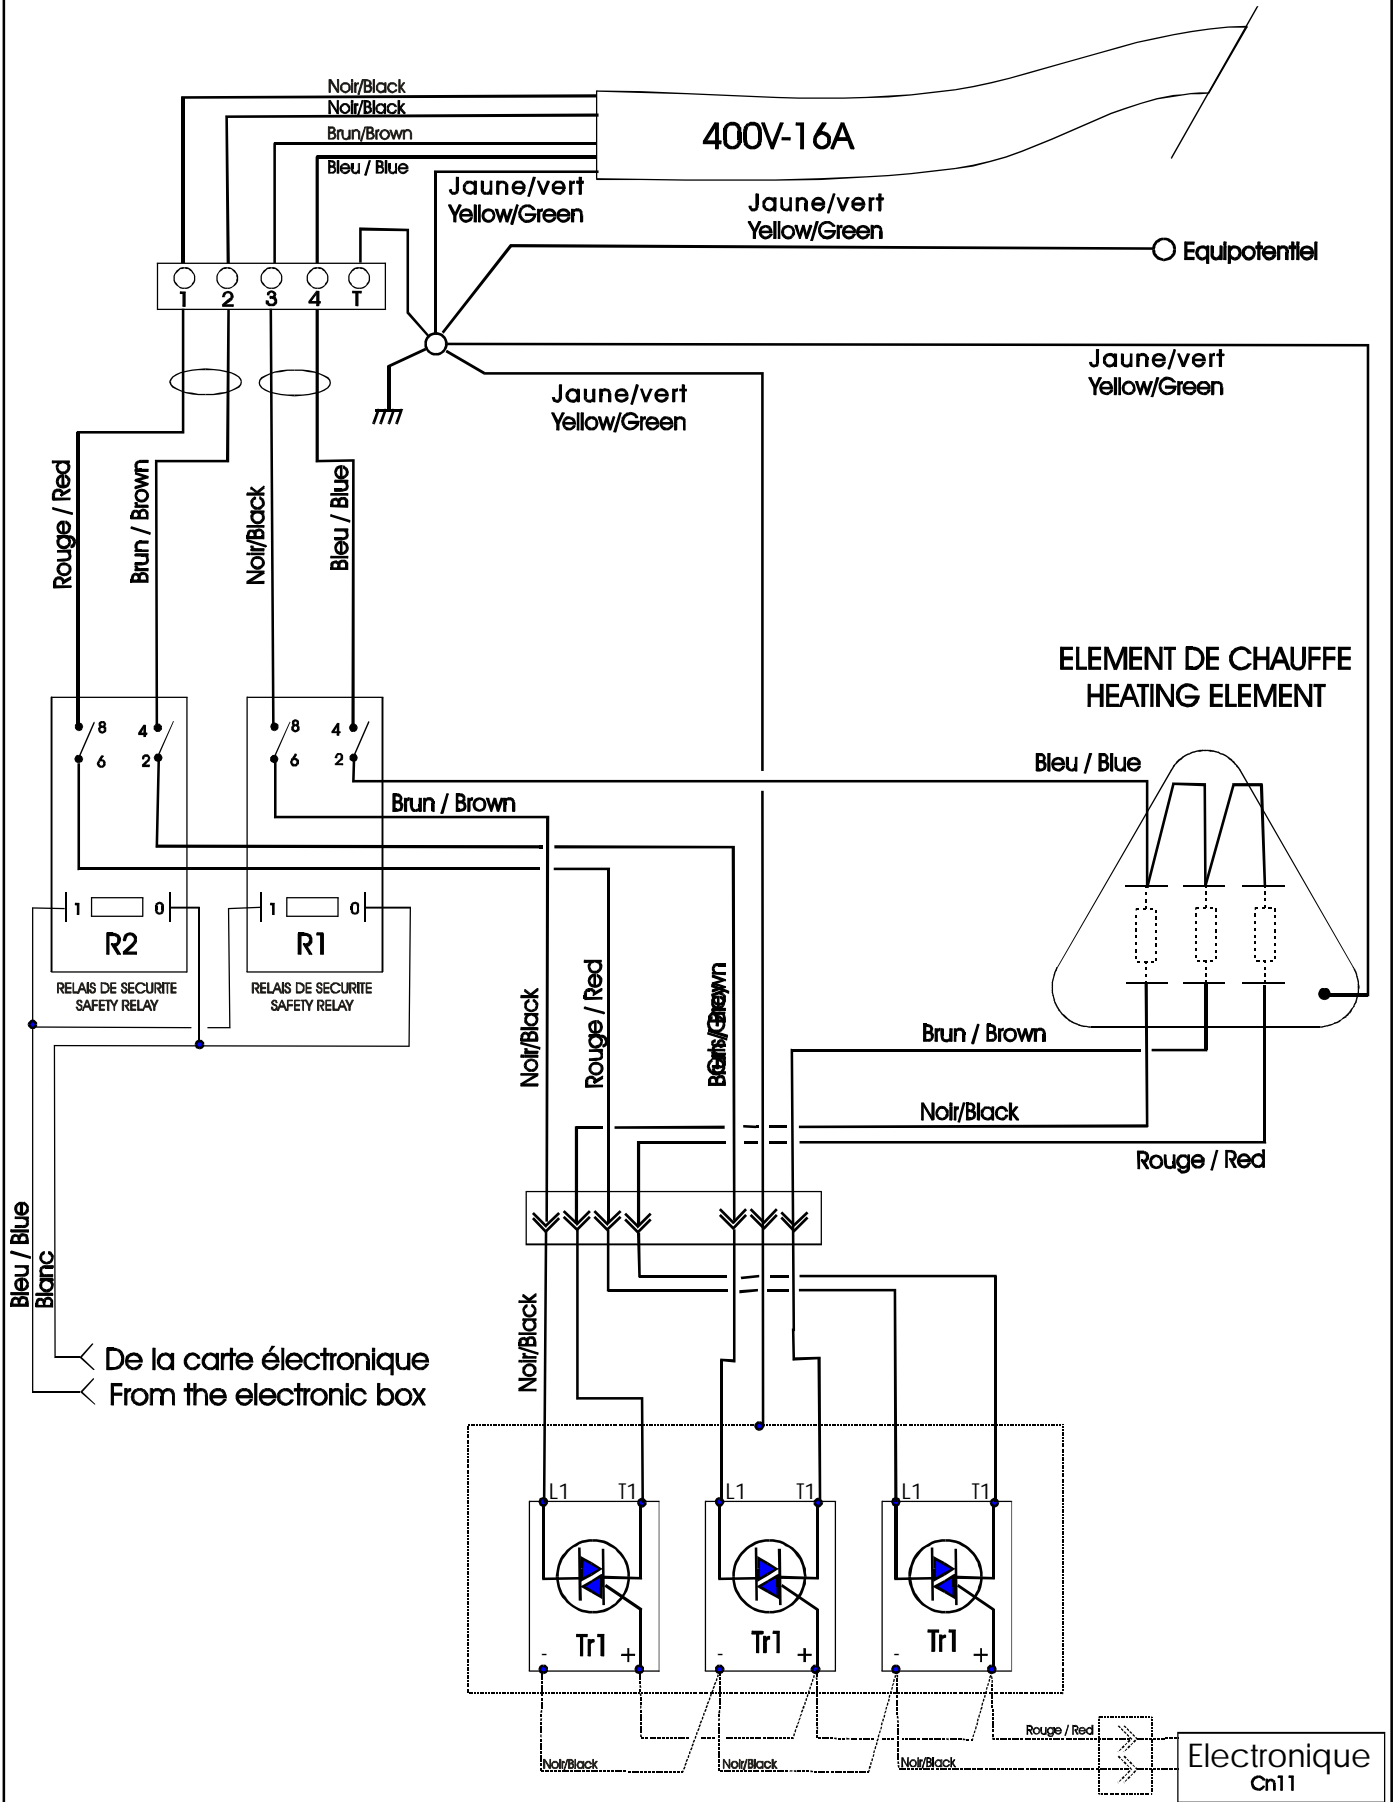 Noir/Black
Noir/Black
Brun/Brown
Bleu / Blue
400V-16A
Jaune/vert
Yellow/Green
Jaune/vert
Yellow/Green
Equipotentiel
1 2 3 4 T
Jaune/vert
Yellow/Green
Jaune/vert
Yellow/Green
Rouge / Red
Brun / Brown
Noir/Black
Bleu / Blue
ELEMENT DE CHAUFFE
HEATING ELEMENT
8 4 8 4
6 2 6 2
Bleu / Blue
Brun / Brown
1 0 1 0
R2 R1
RELAIS DE SECURITE
SAFETY RELAY
RELAIS DE SECURITE
SAFETY RELAY
Noir/Black
Rouge / Red
Brun / Brown
Noir/Black
Rouge / Red
Bleu / Blue
Blanc
Noir/Black
De la carte électronique
From the electronic box
L1 T1 L1 T1 L1 T1
Tr1 Tr1 Tr1
- + - + - +
Rouge / Red
Noir/Black
Noir/Black
Noir/Black
Electronique
Cn11